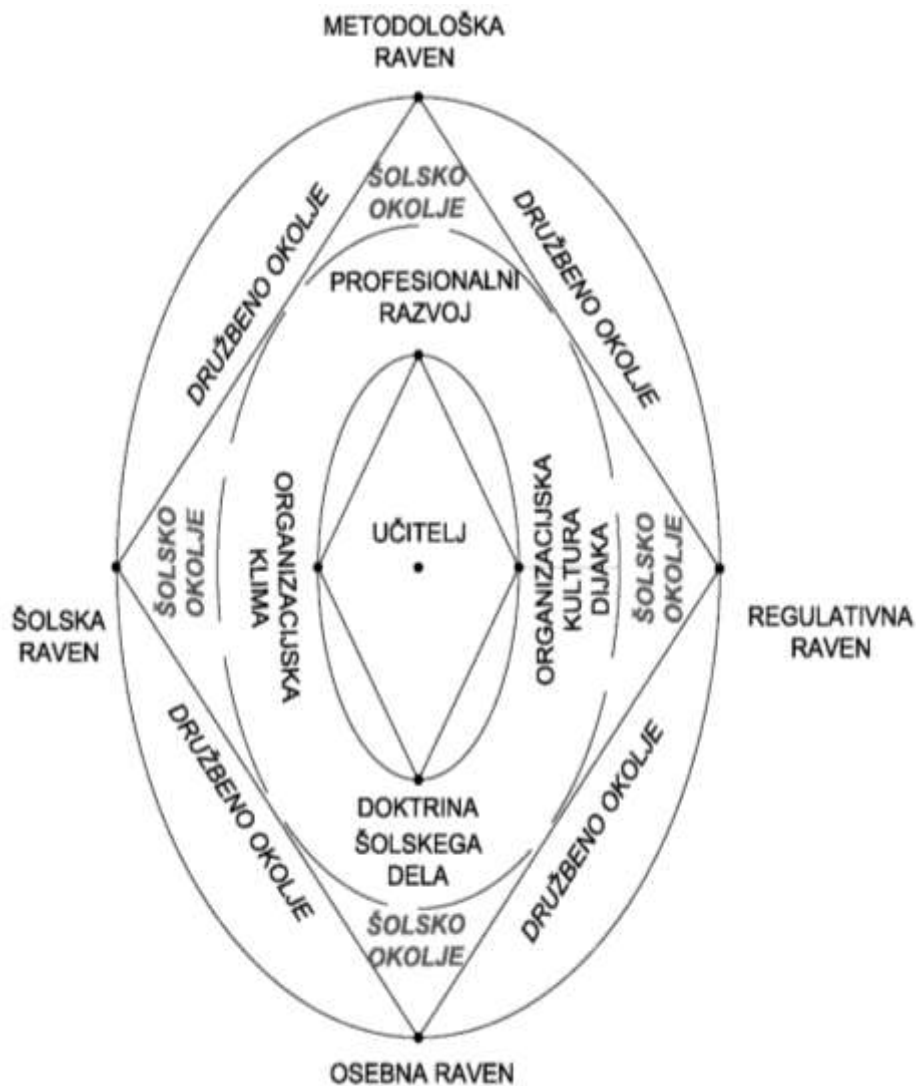 METODOLOŠKA
RAVEN
ŠOLSKO
OKOLJE
DRUŽBENO OKOLJE
DRUŽBENO OKOLJE
PROFESIONALNI
RAZVOJ
ŠOLSKO
OKOLJE
ORGANIZACIJSKA
KLIMA
UČITELJ
ORGANIZACIJSKA
KULTURA
DIJAKA
ŠOLSKO
OKOLJE
ŠOLSKA
RAVEN
REGULATIVNA
RAVEN
DRUŽBENO OKOLJE
DRUŽBENO OKOLJE
DOKTRINA
ŠOLSKEGA
DELA
ŠOLSKO
OKOLJE
OSEBNA RAVEN